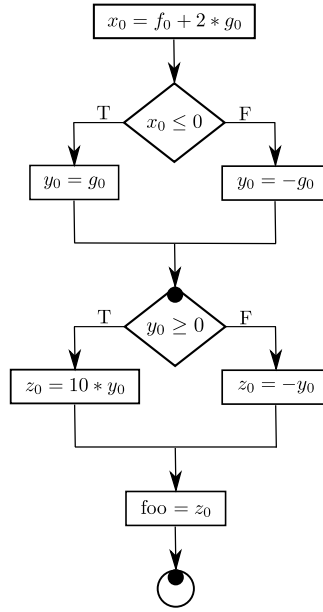 x₀ = f₀ + 2 * g₀
T
x₀ ≤ 0
F
y₀ = g₀
y₀ = −g₀
T
y₀ ≥ 0
F
z₀ = 10 * y₀
z₀ = −y₀
foo = z₀